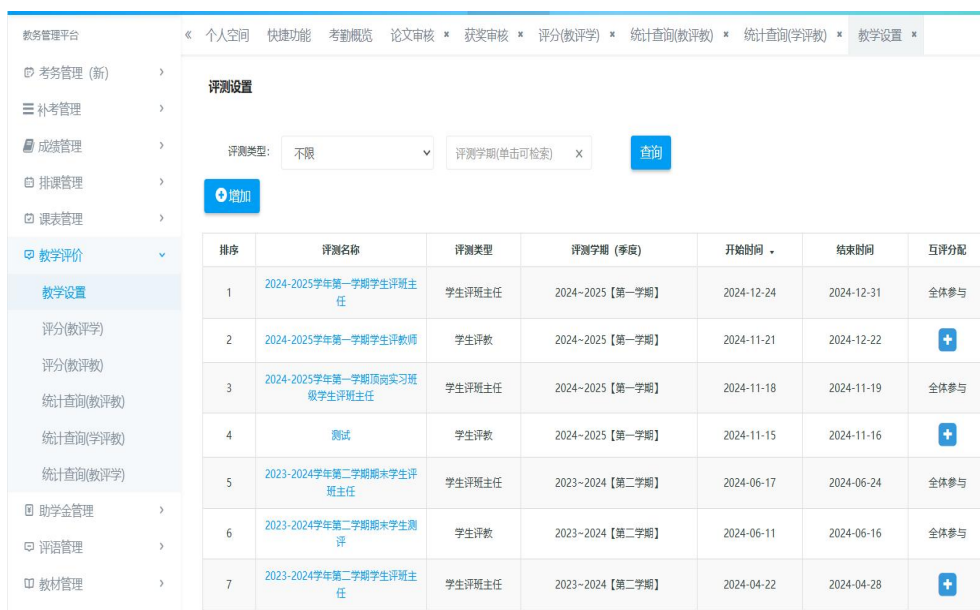 教务管理平台
« 个人空间 快捷功能 考勤概览 论文审核 × 获奖审核 × 评分(教评学) × 统计查询(教评教) × 统计查询(学评教) × 教学设置 ×
考务管理 (新)
补考管理
成绩管理
排课管理
课表管理
教学评价
教学设置
评分(教评学)
评分(教评教)
统计查询(教评教)
统计查询(学评教)
统计查询(教评学)
助学金管理
评语管理
教材管理
评测设置
评测类型: 不限 评测学期(单击可检索) X 查询
增加
排序 评测名称 评测类型 评测学期 (季度) 开始时间 结束时间 互评分配
1 2024-2025学年第一学期学生评班主 学生评班主任 2024~2025【第一学期】 2024-12-24 2024-12-31 全体参与
任
2 2024-2025学年第一学期学生评教师 学生评教 2024~2025【第一学期】 2024-11-21 2024-12-22
3 2024-2025学年第一学期顶岗实习班 学生评班主任 2024~2025【第一学期】 2024-11-18 2024-11-19 全体参与
级学生评班主任
4 测试 学生评教 2024~2025【第一学期】 2024-11-15 2024-11-16
5 2023-2024学年第二学期期末学生评 学生评班主任 2023~2024【第二学期】 2024-06-17 2024-06-24 全体参与
班主任
6 2023-2024学年第二学期期末学生测 学生评教 2023~2024【第二学期】 2024-06-11 2024-06-16 全体参与
评
7 2023-2024学年第二学期学生评班主 学生评班主任 2023~2024【第二学期】 2024-04-22 2024-04-28
任